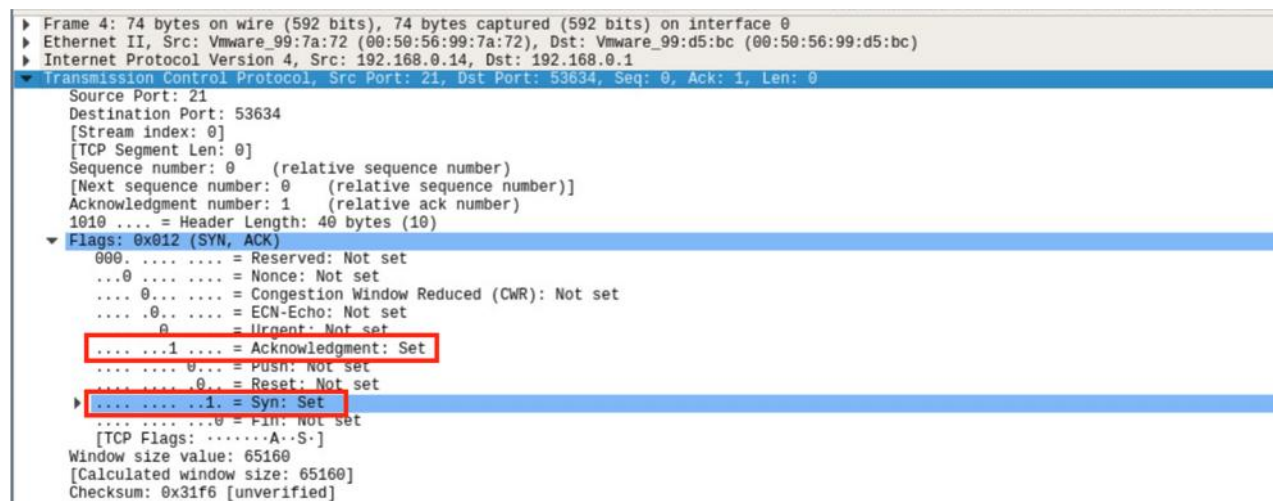 Frame 4: 74 bytes on wire (592 bits), 74 bytes captured (592 bits) on interface 0
Ethernet II, Src: Vmware_99:7a:72 (00:50:56:99:7a:72), Dst: Vmware_99:d5:bc (00:50:56:99:d5:bc)
Internet Protocol Version 4, Src: 192.168.0.14, Dst: 192.168.0.1
Transmission Control Protocol, Src Port: 21, Dst Port: 53634, Seq: 0, Ack: 1, Len: 0
Source Port: 21
Destination Port: 53634
[Stream index: 0]
[TCP Segment Len: 0]
Sequence number: 0    (relative sequence number)
[Next sequence number: 0    (relative sequence number)]
Acknowledgment number: 1    (relative ack number)
1010 .... = Header Length: 40 bytes (10)
Flags: 0x012 (SYN, ACK)
000. .... .... = Reserved: Not set
...0 .... .... = Nonce: Not set
.... 0... .... = Congestion Window Reduced (CWR): Not set
.... .0.. .... = ECN-Echo: Not set
.... ..0. .... = Urgent: Not set
.... ...1 .... = Acknowledgment: Set
.... .... 0... = Push: Not set
.... .... .0.. = Reset: Not set
.... .... ..1. = Syn: Set
.... .... ...0 = Fin: Not set
[TCP Flags: ·······A··S·]
Window size value: 65160
[Calculated window size: 65160]
Checksum: 0x31f6 [unverified]